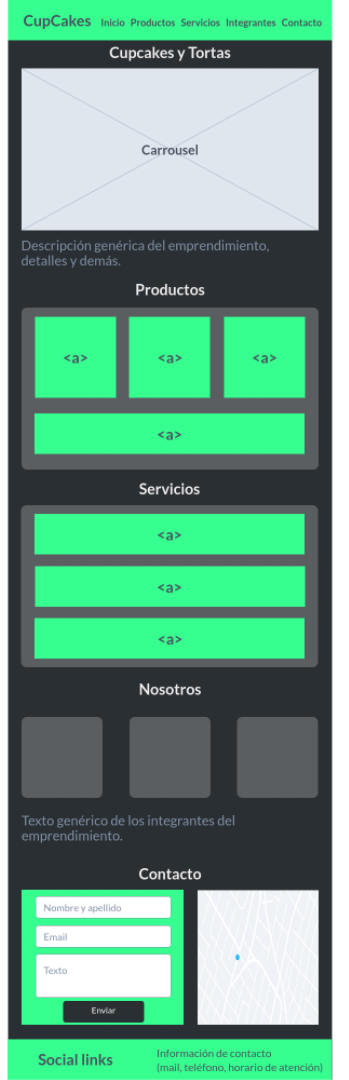 CupCakes Inicio Productos Servicios Integrantes Contacto
Cupcakes y Tortas
Carrousel
Descripción genérica del emprendimiento,
detalles y demás.
Productos
<a> <a> <a>
<a>
Servicios
<a>
<a>
<a>
Nosotros
Texto genérico de los integrantes del
emprendimiento.
Contacto
Nombre y apellido
Email
Texto
Enviar
Social links
Información de contacto
(mail, teléfono, horario de atención)